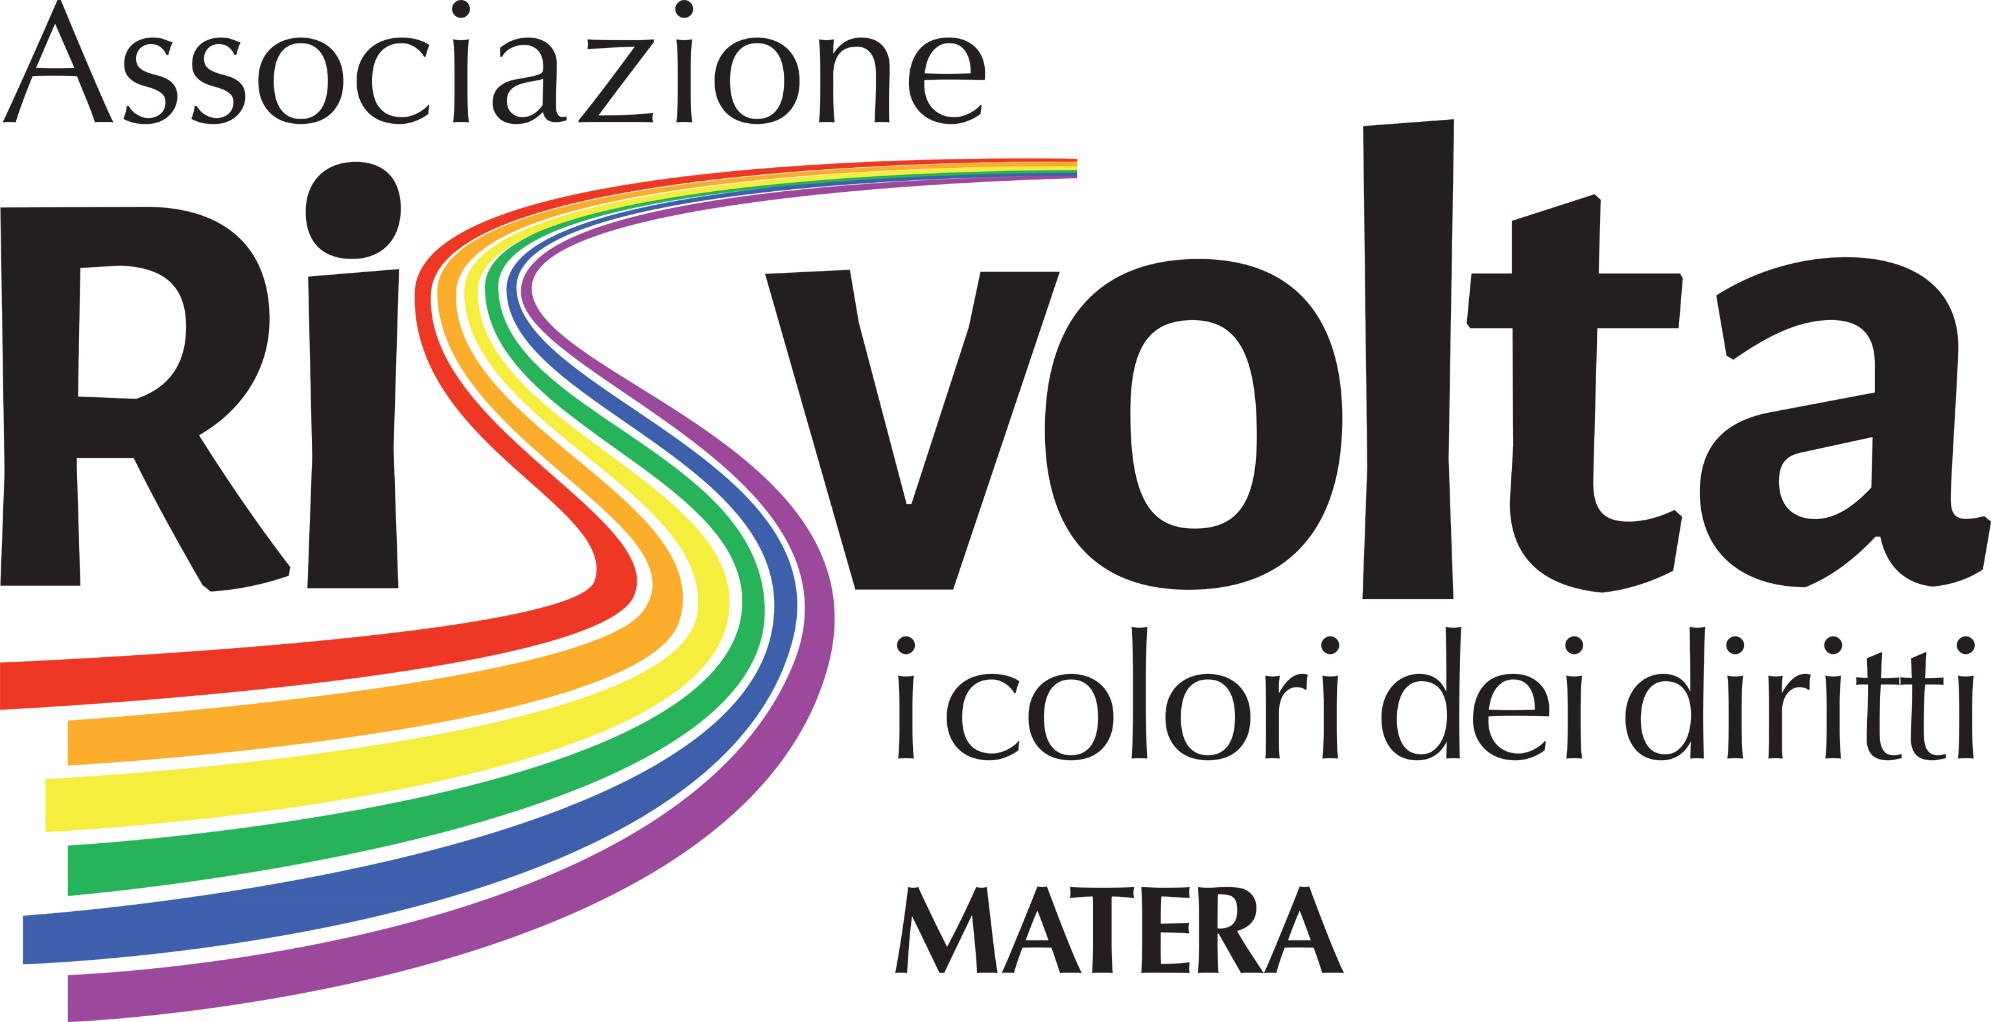 Associazione
RiSvolta
i colori dei diritti
MATERA